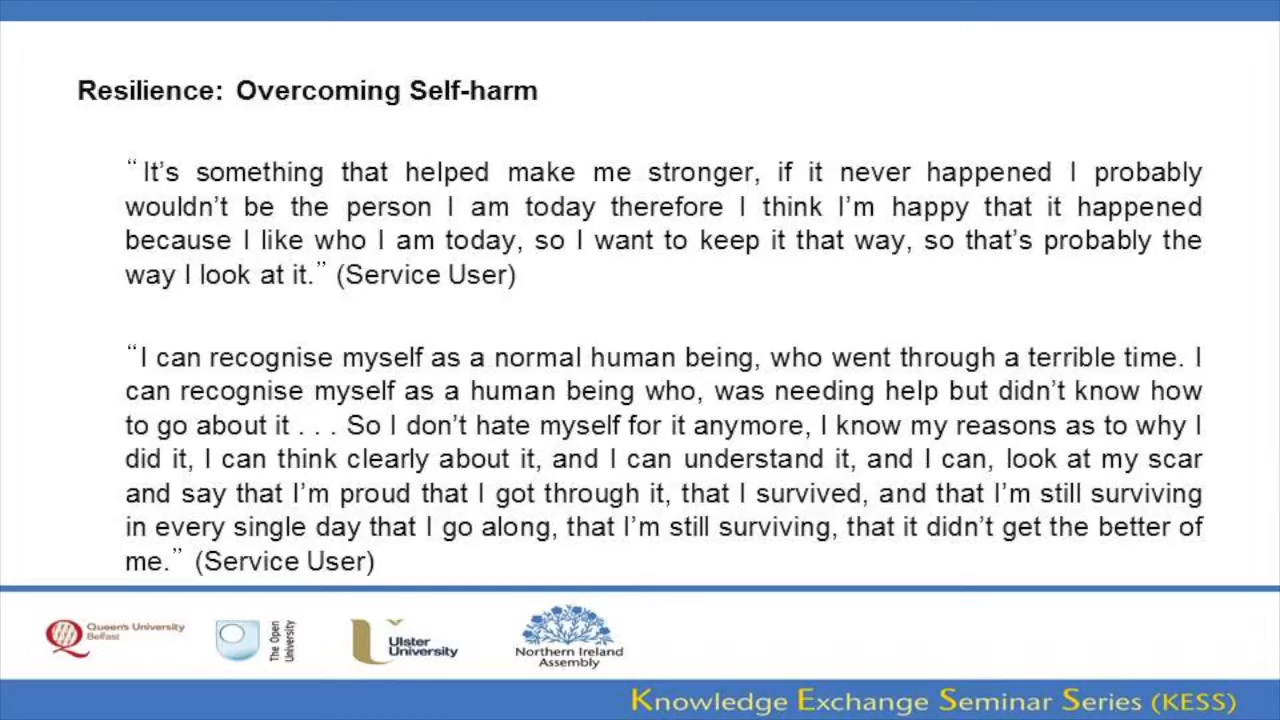 Resilience: Overcoming Self-harm
“It’s something that helped make me stronger, if it never happened I probably
wouldn’t be the person I am today therefore I think I’m happy that it happened
because I like who I am today, so I want to keep it that way, so that’s probably the
way I look at it.” (Service User)
“I can recognise myself as a normal human being, who went through a terrible time. I
can recognise myself as a human being who, was needing help but didn’t know how
to go about it . . . So I don’t hate myself for it anymore, I know my reasons as to why I
did it, I can think clearly about it, and I can understand it, and I can, look at my scar
and say that I’m proud that I got through it, that I survived, and that I’m still surviving
in every single day that I go along, that I’m still surviving, that it didn’t get the better of
me.” (Service User)
Queen's University
Belfast
The Open
University
Ulster
University
Northern Ireland
Assembly
Knowledge Exchange Seminar Series (KESS)